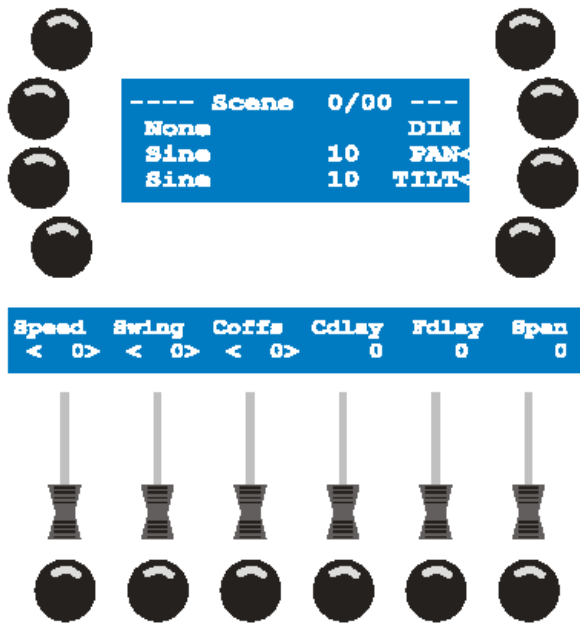 ---- Scene 0/00 ---
None DIM
Sine 10 PAN<
Sine 10 TILT<
Speed Swing Coffs Cdlay Fdlay Span
< 0> < 0> < 0> 0 0 0